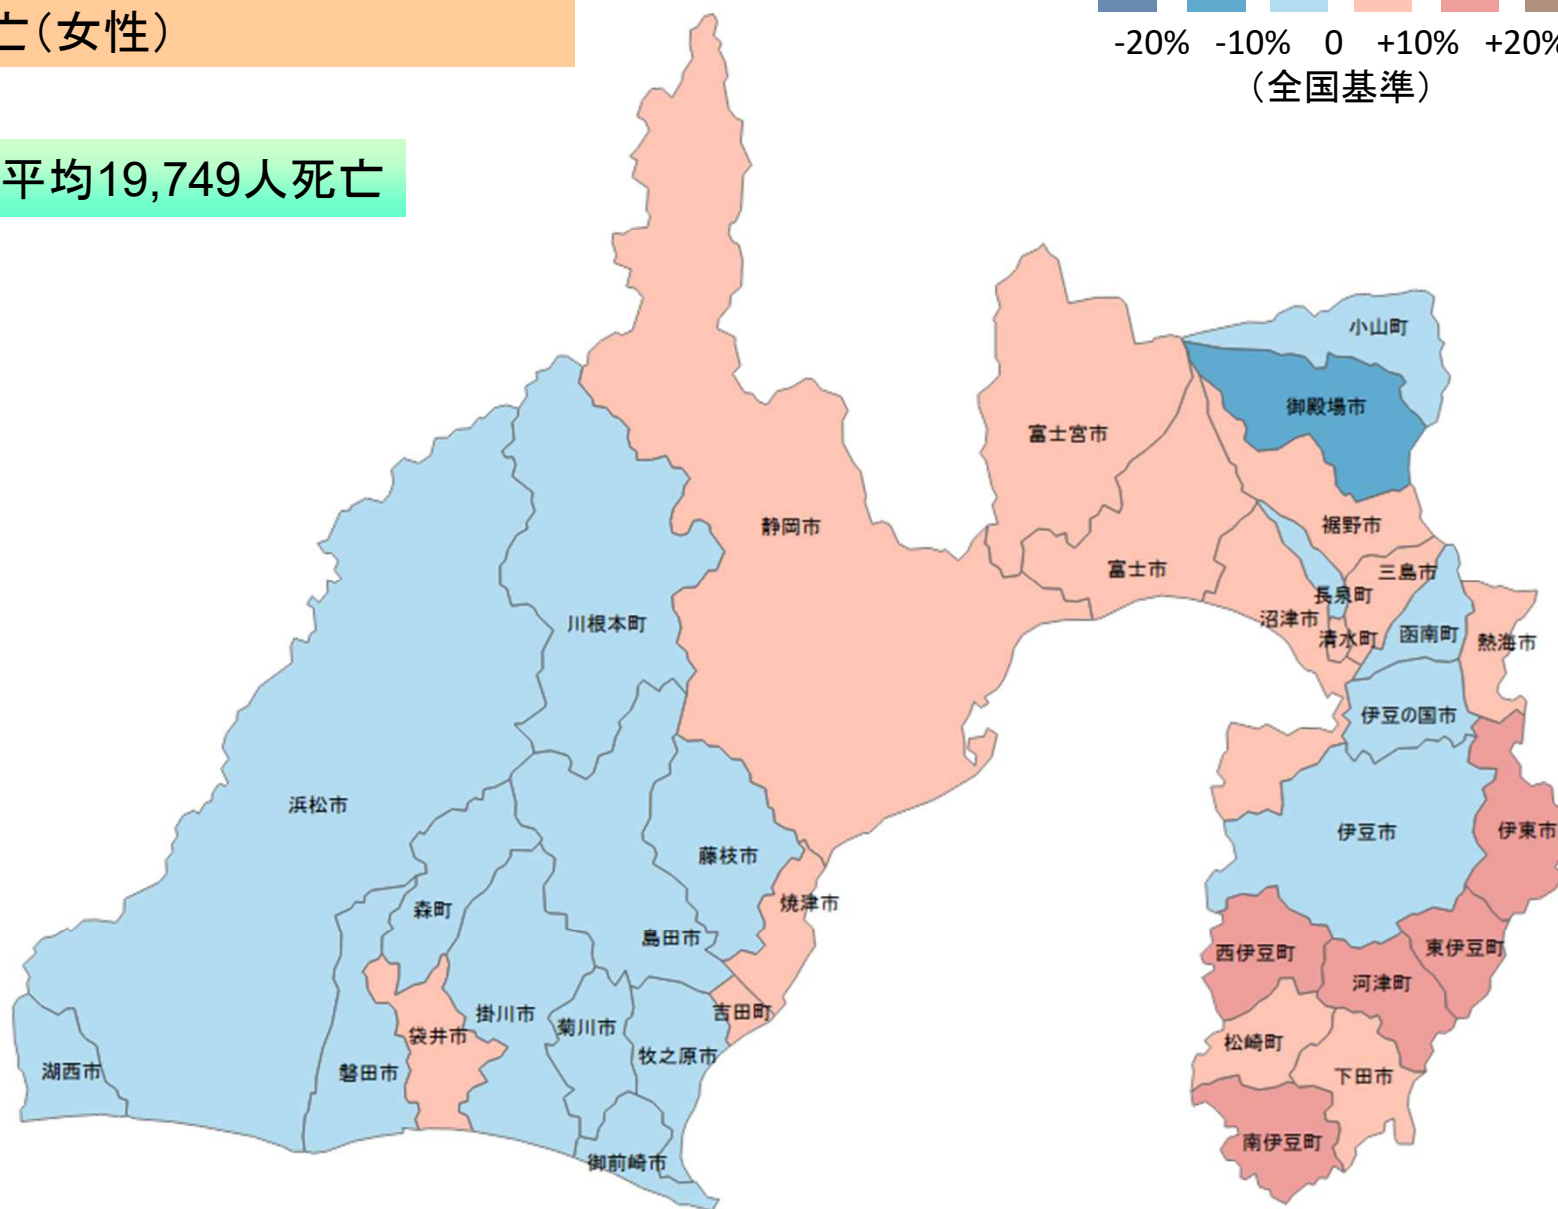 亡(女性)
-20% -10% 0 +10% +20%
(全国基準)
平均19,749人死亡
小山町
御殿場市
富士宮市
静岡市
裾野市
富士市
三島市
長泉町
沼津市
川根本町
清水町
函南町
熱海市
伊豆の国市
浜松市
伊豆市
伊東市
藤枝市
焼津市
森町
島田市
東伊豆町
西伊豆町
河津町
掛川市
吉田町
菊川市
袋井市
松崎町
牧之原市
湖西市
磐田市
下田市
南伊豆町
御前崎市